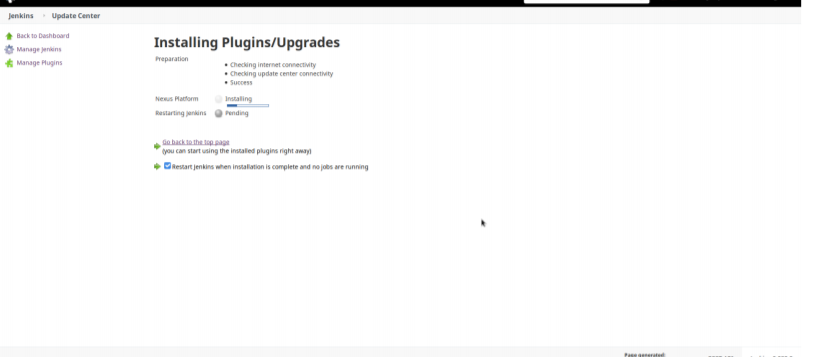 Jenkins › Update Center
Back to Dashboard
Manage Jenkins
Manage Plugins
Installing Plugins/Upgrades
Preparation
• Checking internet connectivity
• Checking update center connectivity
• Success
Nexus Platform Installing
Restarting Jenkins Pending
Go back to the top page
(you can start using the installed plugins right away)
Restart Jenkins when installation is complete and no jobs are running
Page generated: